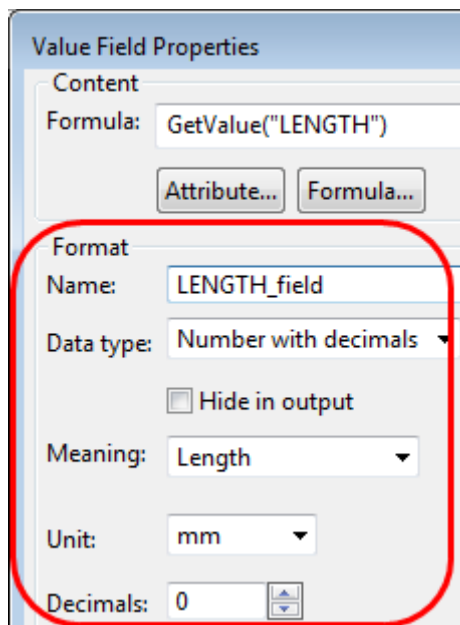 Value Field Properties
Content
Formula: GetValue("LENGTH")
Attribute... Formula...
Format
Name: LENGTH_field
Data type: Number with decimals
Hide in output
Meaning: Length
Unit: mm
Decimals: 0